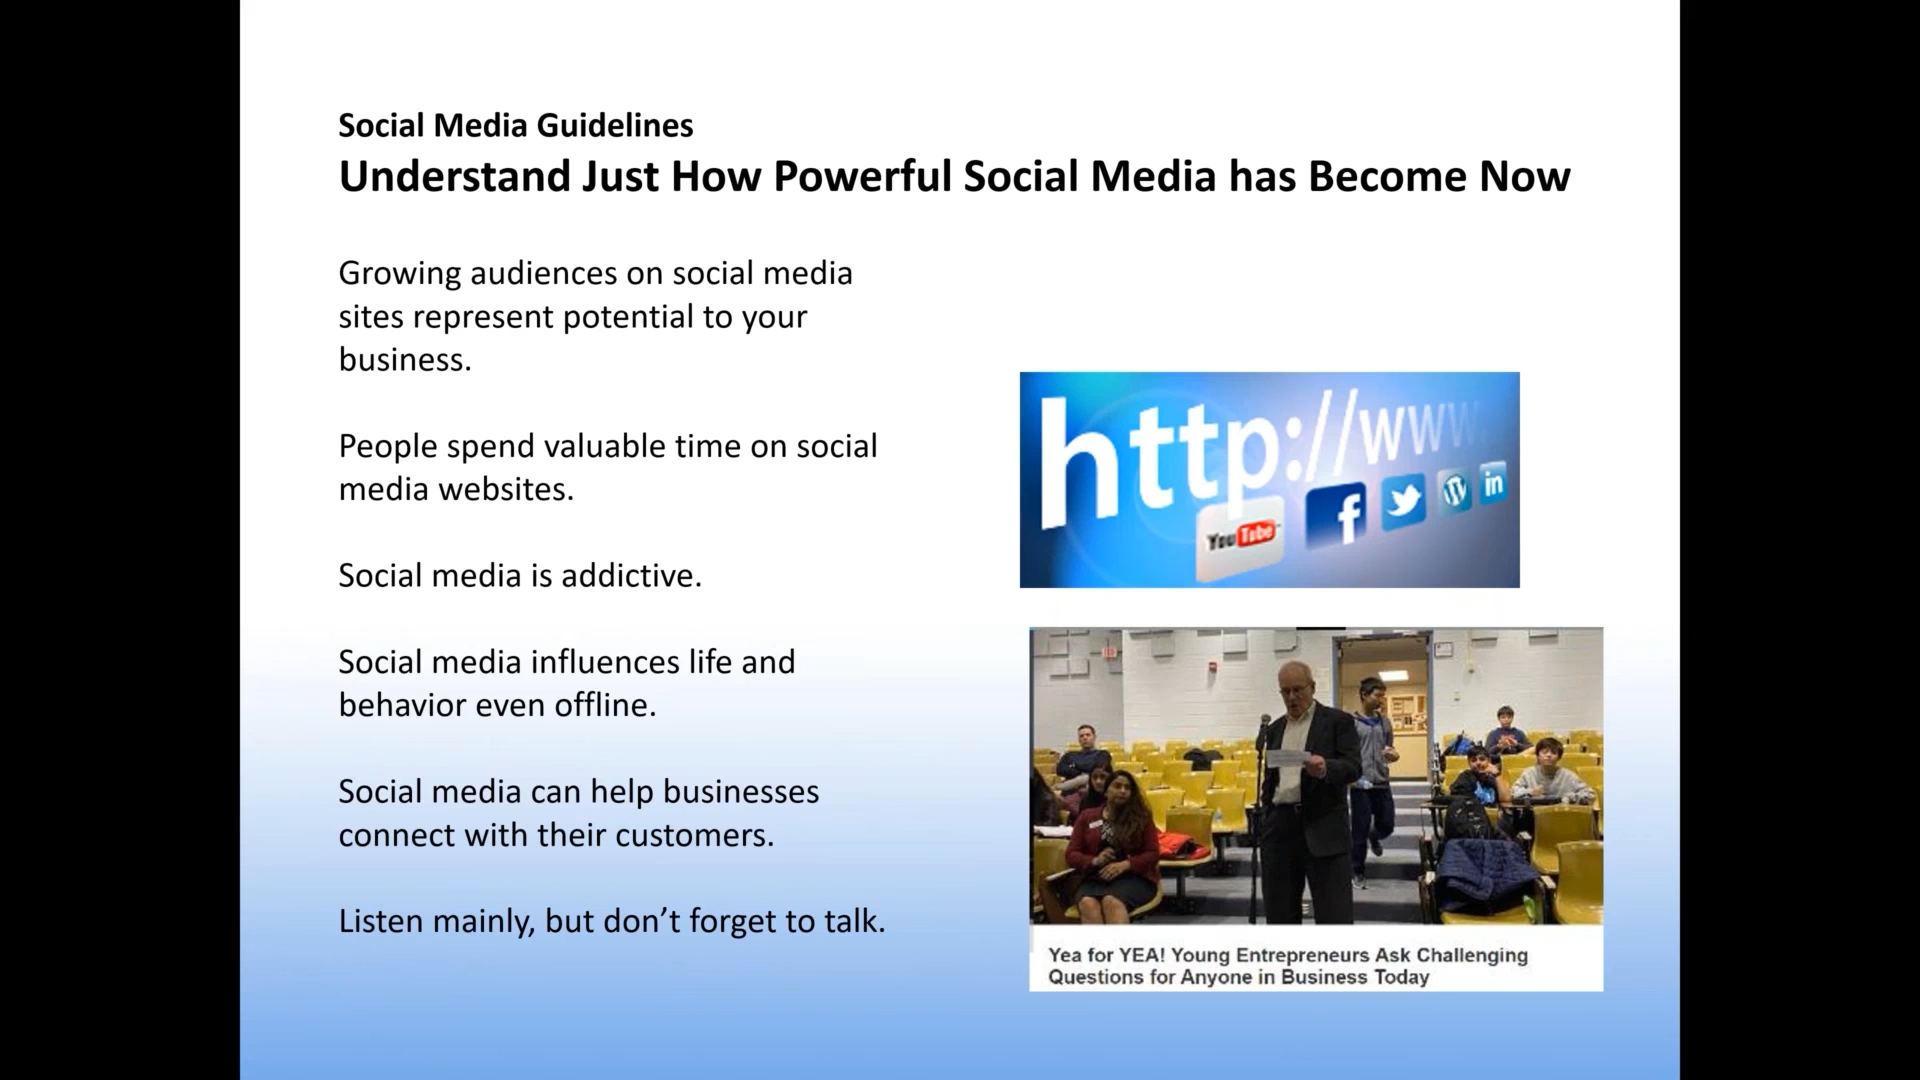 Social Media Guidelines
Understand Just How Powerful Social Media has Become Now
Growing audiences on social media
sites represent potential to your
business.
People spend valuable time on social
media websites.
Social media is addictive.
Social media influences life and
behavior even offline.
Social media can help businesses
connect with their customers.
Listen mainly, but don’t forget to talk.
http://www.
YouTube
f
in
Yea for YEA! Young Entrepreneurs Ask Challenging
Questions for Anyone in Business Today